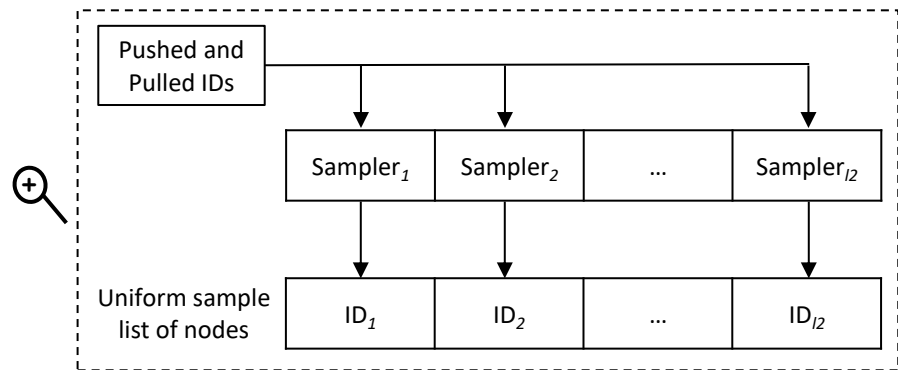 Pushed and
Pulled IDs
Sampler1 Sampler2 ... Samplerl2
Uniform sample
list of nodes
ID1 ID2 ... IDl2